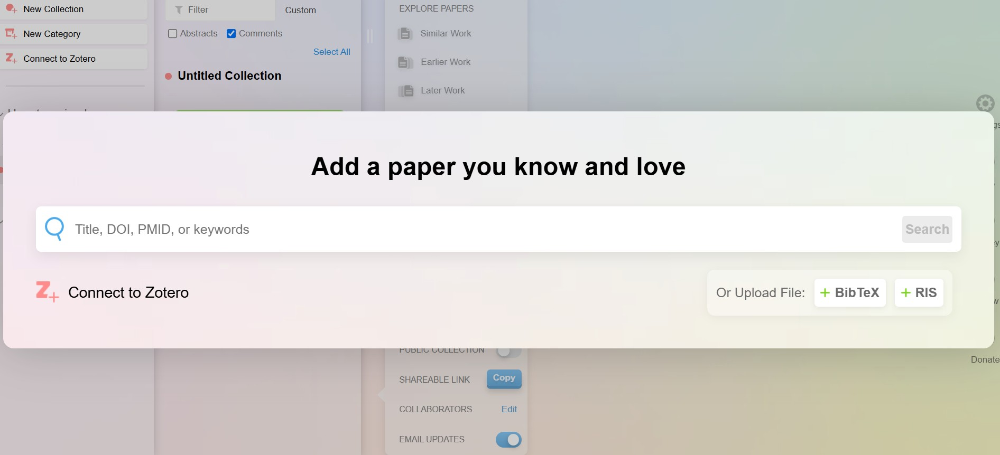 New Collection
New Category
Connect to Zotero
Filter
Custom
Abstracts
Comments
Select All
Untitled Collection
EXPLORE PAPERS
Similar Work
Earlier Work
Later Work
Add a paper you know and love
Title, DOI, PMID, or keywords
Search
Z+ Connect to Zotero
Or Upload File:
+ BibTeX
+ RIS
PUBLIC COLLECTION
SHAREABLE LINK
Copy
COLLABORATORS
Edit
EMAIL UPDATES
Donate